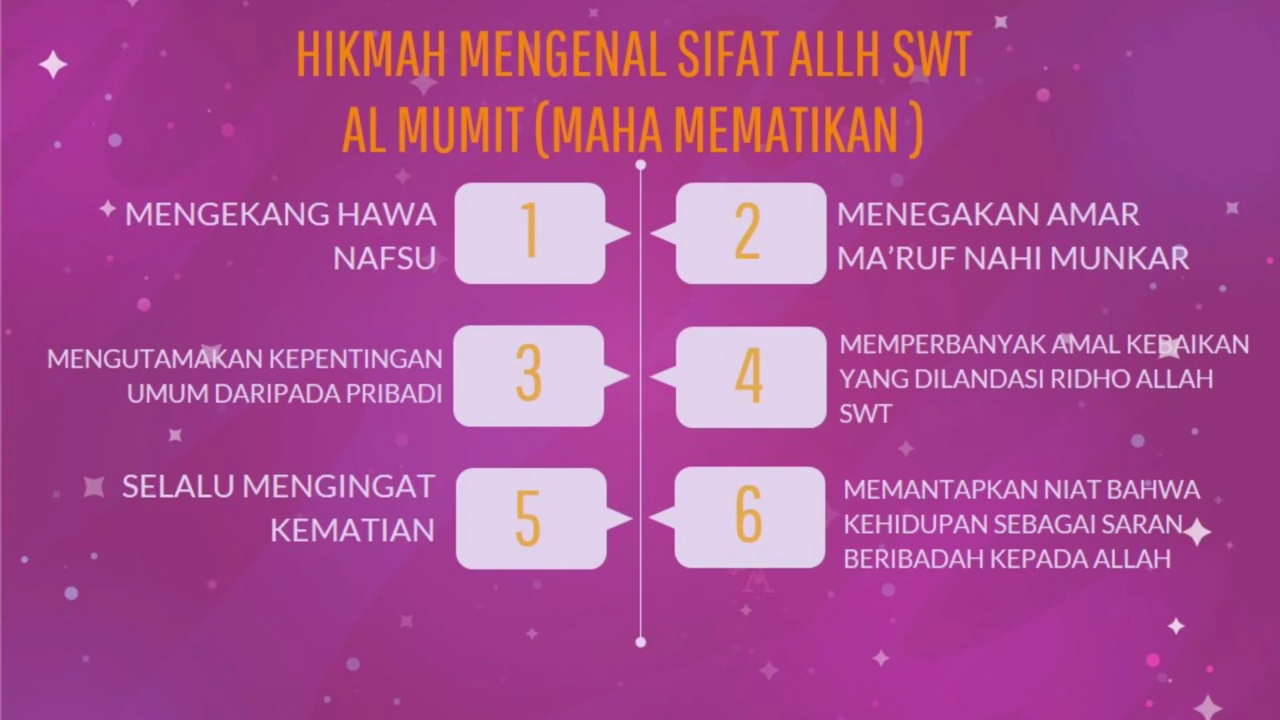 HIKMAH MENGENAL SIFAT ALLH SWT
AL MUMIT (MAHA MEMATIKAN )
MENGEKANG HAWA
NAFSU
1
2
MENEGAKAN AMAR
MA'RUF NAHI MUNKAR
MENGUTAMAKAN KEPENTINGAN
UMUM DARIPADA PRIBADI
3
4
MEMPERBANYAK AMAL KEBAIKAN
YANG DILANDASI RIDHO ALLAH
SWT
SELALU MENGINGAT
KEMATIAN
5
6
MEMANTAPKAN NIAT BAHWA
KEHIDUPAN SEBAGAI SARAN
BERIBADAH KEPADA ALLAH